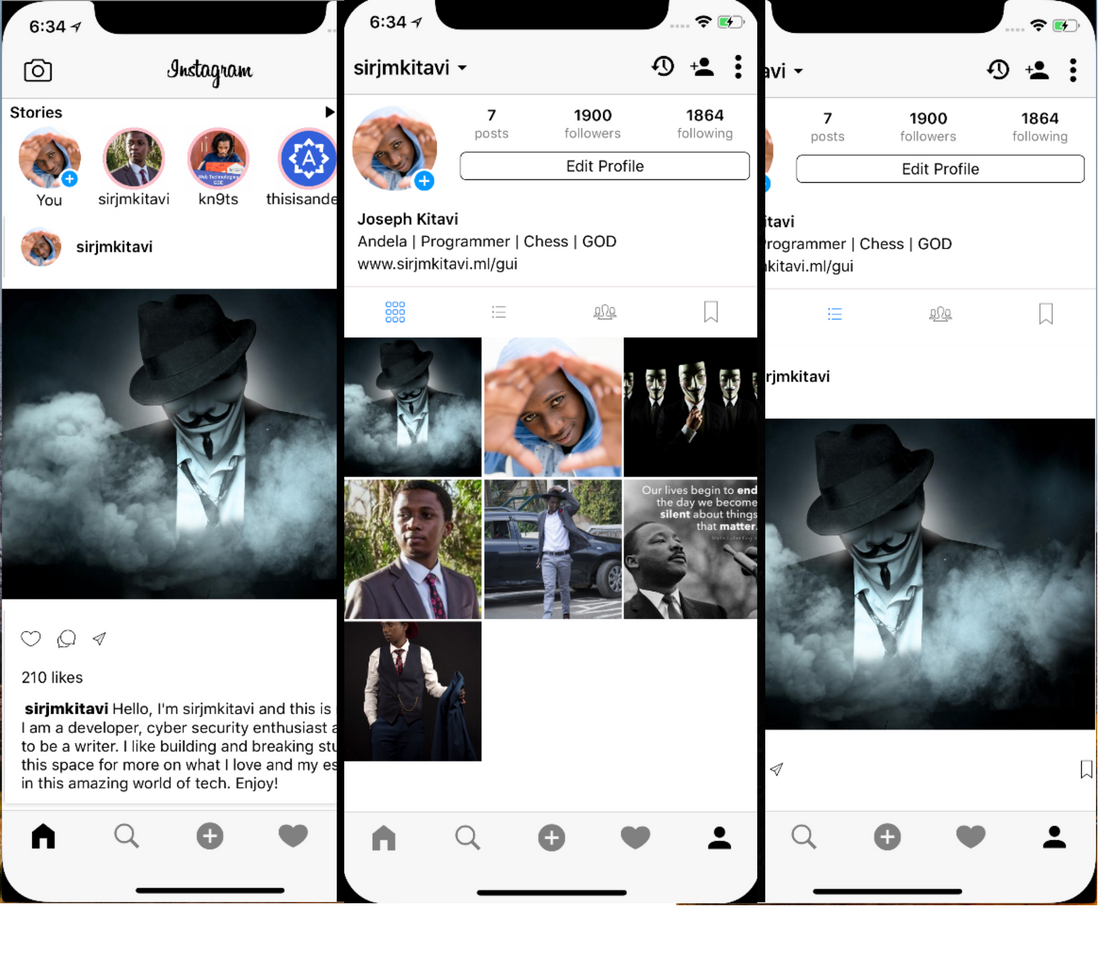 6:34
Instagram
Stories
You
sirjmkitavi
kn9ts
thisisande
A
sirjmkitavi
210 likes
sirjmkitavi Hello, I'm sirjmkitavi and this is
I am a developer, cyber security enthusiast a
to be a writer. I like building and breaking stu
this space for more on what I love and my es
in this amazing world of tech. Enjoy!
6:34
sirjmkitavi
7
1900
1864
posts
followers
following
Edit Profile
Joseph Kitavi
Andela | Programmer | Chess | GOD
www.sirjmkitavi.ml/gui
Our lives begin to end
the day we become
silent about things
that matter.
avi
7
1900
1864
posts
followers
following
Edit Profile
itavi
rogrammer | Chess | GOD
kitavi.ml/gui
rjmkitavi